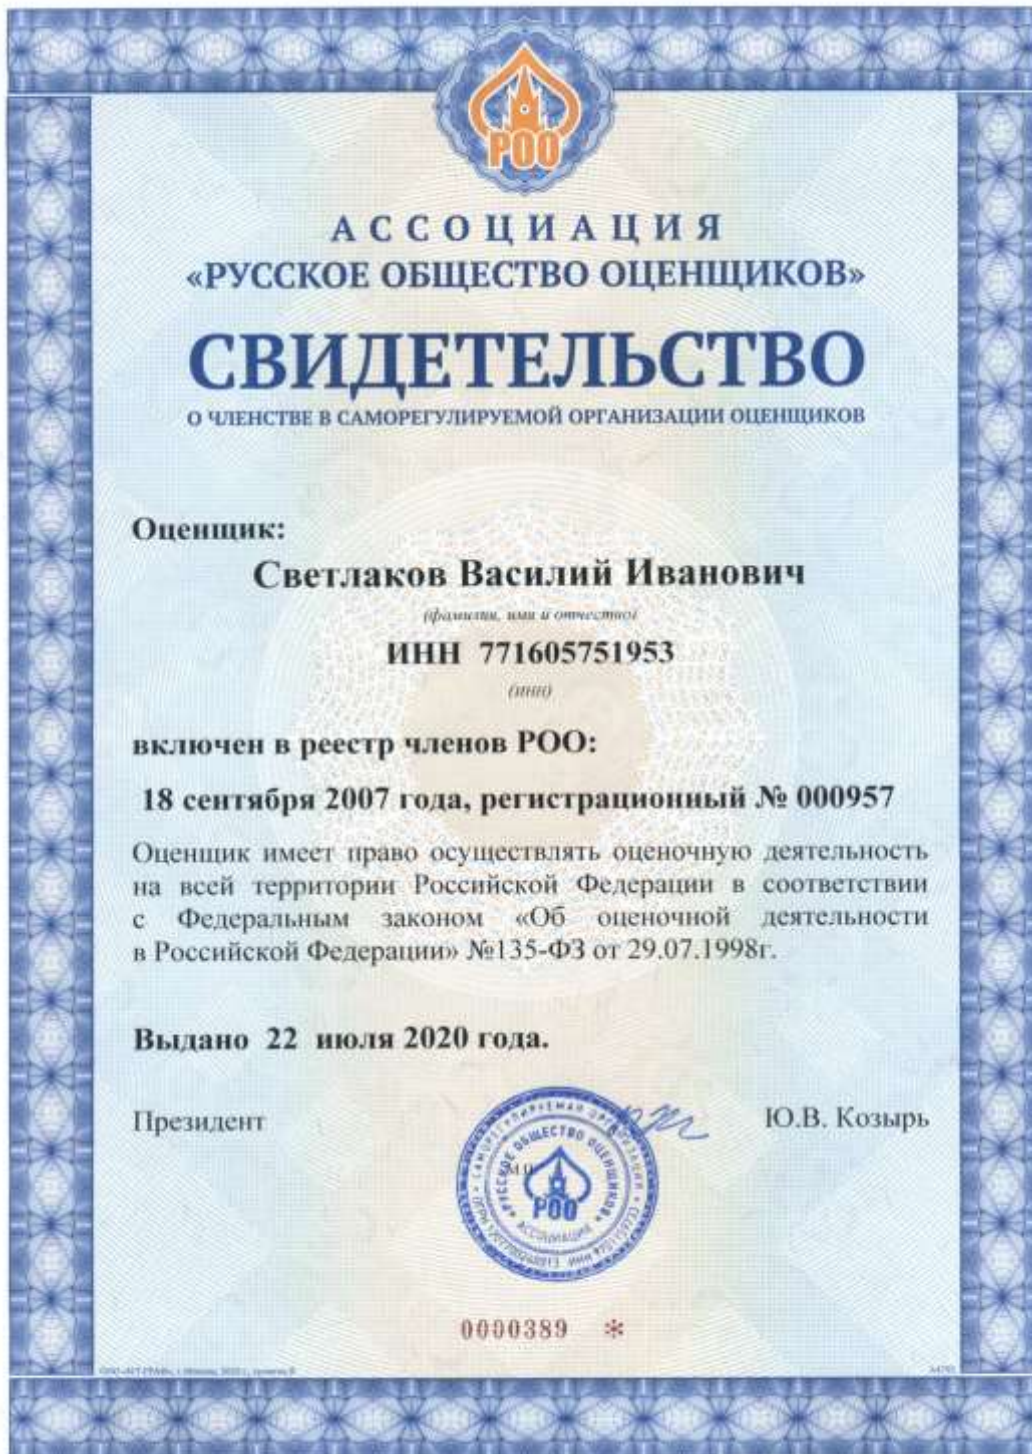 РОО
АССОЦИАЦИЯ
«РУССКОЕ ОБЩЕСТВО ОЦЕНЩИКОВ»
СВИДЕТЕЛЬСТВО
О ЧЛЕНСТВЕ В САМОРЕГУЛИРУЕМОЙ ОРГАНИЗАЦИИ ОЦЕНЩИКОВ
Оценщик:
Светлаков Василий Иванович
(фамилия, имя и отчество)
ИНН 771605751953
(инн)
включен в реестр членов РОО:
18 сентября 2007 года, регистрационный № 000957
Оценщик имеет право осуществлять оценочную деятельность
на всей территории Российской Федерации в соответствии
с Федеральным законом «Об оценочной деятельности
в Российской Федерации» №135-ФЗ от 29.07.1998г.
Выдано 22 июля 2020 года.
Президент
Ю.В. Козырь
САМОРЕГУЛИРУЕМАЯ ОРГАНИЗАЦИЯ
«РУССКОЕ ОБЩЕСТВО ОЦЕНЩИКОВ»
АССОЦИАЦИЯ
РОО
0000389 *